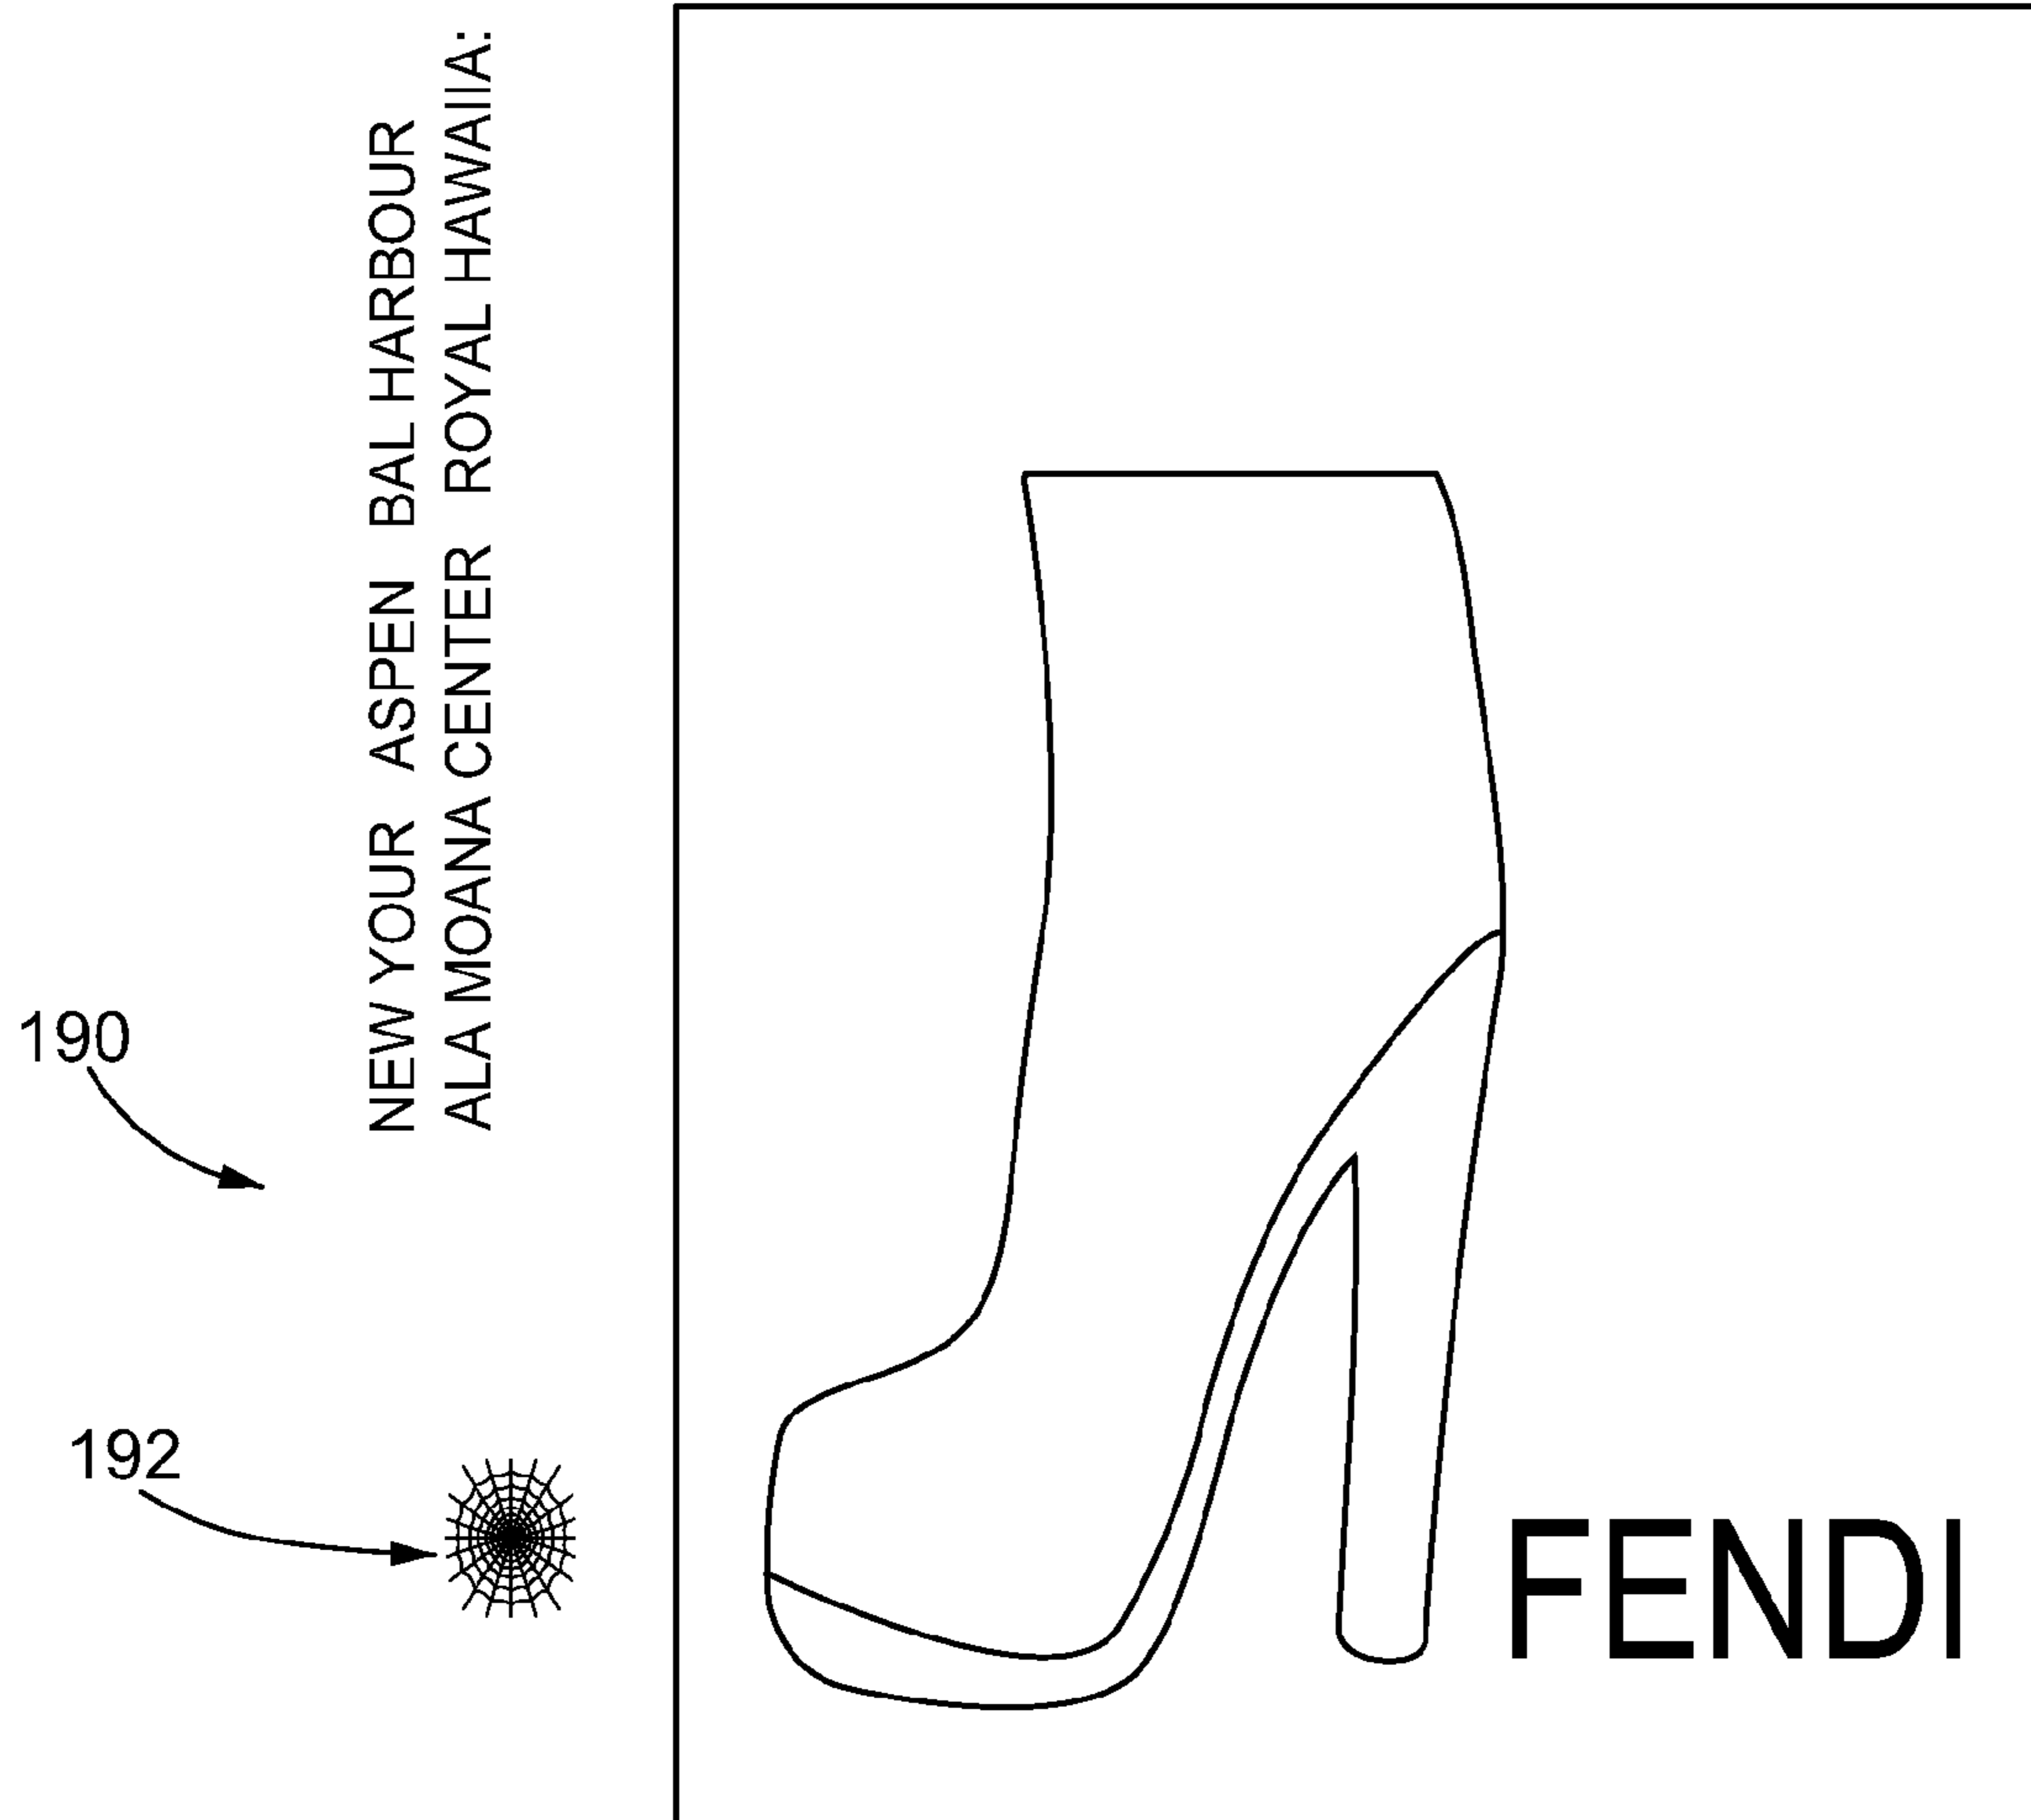 NEW YOUR ASPEN BAL HARBOUR
ALA MOANA CENTER ROYAL HAWAIIA:
190
192
FENDI